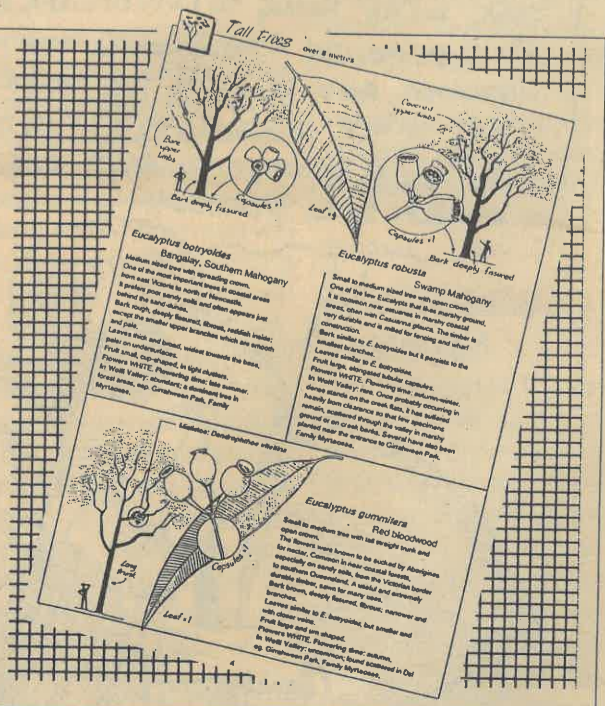 Tall trees
over 8 metres
Bare
upper
limbs
Bark deeply fissured
Capsules ×1
Leaf ×½
Covered
upper limbs
Capsules ×1
Bark deeply fissured
Eucalyptus botryoides
Bangalay, Southern Mahogany
Medium sized tree with spreading crown.
One of the most important trees in coastal areas
from east Victoria to north of Newcastle.
It prefers poor sandy soils and often appears just
behind the sand dunes.
Bark rough, deeply fissured, fibrous, reddish inside;
except the smaller upper branches which are smooth
and pale.
Leaves thick and broad, widest towards the base,
paler on undersurfaces.
Fruit small, cup-shaped, in tight clusters.
Flowers WHITE. Flowering time: late summer.
In Wolli Valley: abundant; a dominant tree in
forest areas, esp. Girrahween Park. Family
Myrtaceae.
Eucalyptus robusta
Swamp Mahogany
Small to medium sized tree with open crown.
One of the few Eucalypts that likes marshy ground,
it is common near estuaries in marshy coastal
areas, often with Casuarina glauca. The timber is
very durable and is milled for fencing and wharf
construction.
Bark similar to E. botryoides but it persists to the
smallest branches.
Leaves similar to E. botryoides.
Fruit large, elongated tubular capsules.
Flowers WHITE. Flowering time: autumn-winter.
In Wolli Valley: rare. Once probably occurring in
dense stands on the creek flats, it has suffered
heavily from clearance so that few specimens
remain, scattered through the valley in marshy
ground or on creek banks. Several have also been
planted near the entrance to Girrahween Park.
Family Myrtaceae.
Mistletoe: Dendrophthoe vitellina
Long
trunk
Leaf ×1
Capsules ×1
Eucalyptus gummifera
Red bloodwood
Small to medium tree with tall straight trunk and
open crown.
The flowers were known to be sucked by Aborigines
for nectar. Common in near coastal forests,
especially on sandy soils, from the Victorian border
to southern Queensland. A useful and extremely
durable timber. Gum for many uses.
Bark brown, deeply fissured, fibrous; narrower and
branches.
Leaves similar to E. botryoides, but smaller and
with closer veins.
Fruit large and urn shaped.
Flowers WHITE. Flowering time: autumn.
In Wolli Valley: uncommon; found scattered in
eg. Girrahween Park. Family Myrtaceae.
4